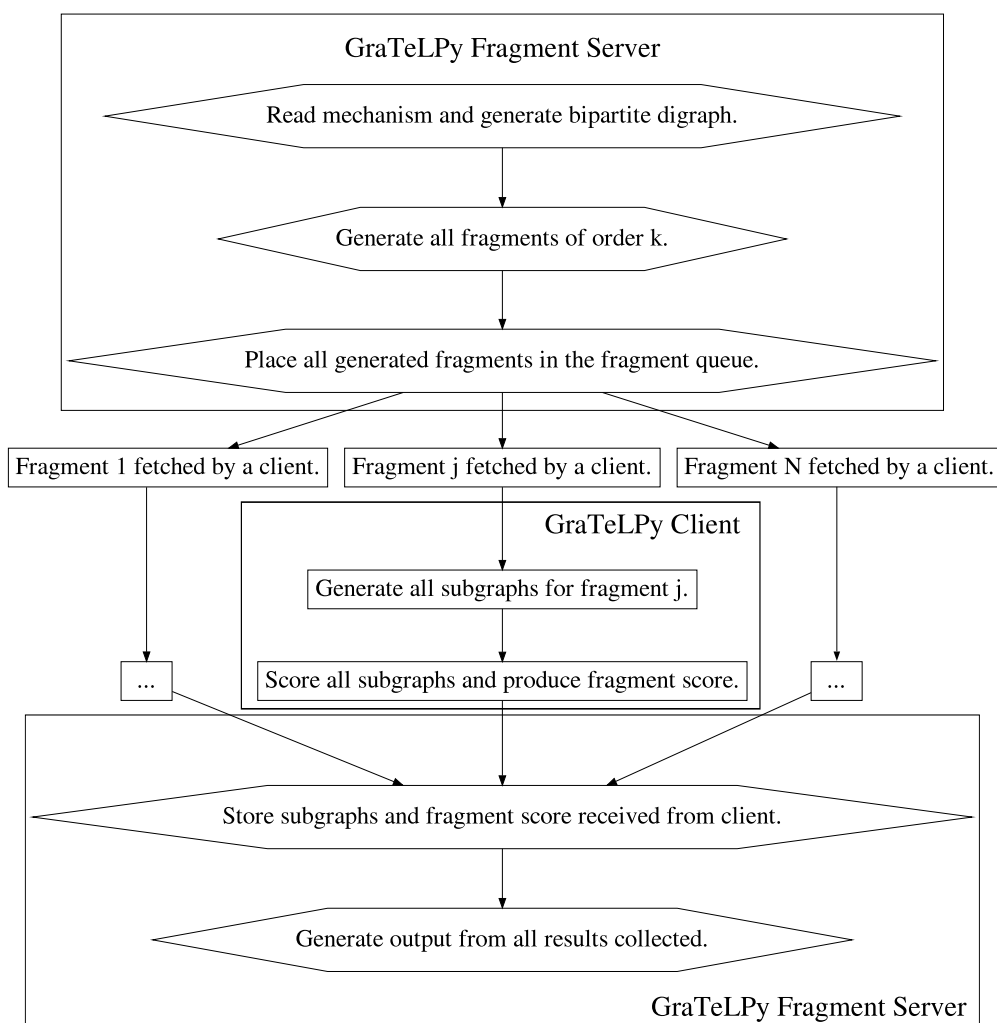 GraTeLPy Fragment Server
Read mechanism and generate bipartite digraph.
Generate all fragments of order k.
Place all generated fragments in the fragment queue.
Fragment 1 fetched by a client.
Fragment j fetched by a client.
Fragment N fetched by a client.
GraTeLPy Client
Generate all subgraphs for fragment j.
...
Score all subgraphs and produce fragment score.
...
Store subgraphs and fragment score received from client.
Generate output from all results collected.
GraTeLPy Fragment Server